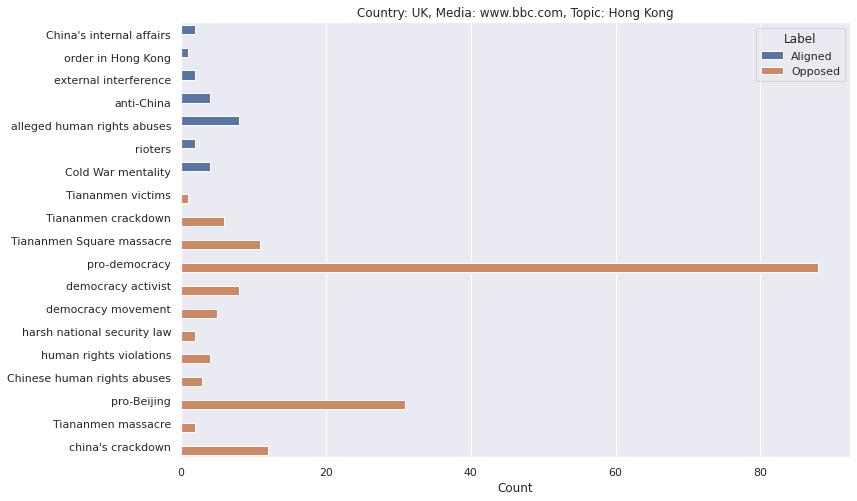 Country: UK, Media: www.bbc.com, Topic: Hong Kong
Label
Aligned
Opposed
China's internal affairs
order in Hong Kong
external interference
anti-China
alleged human rights abuses
rioters
Cold War mentality
Tiananmen victims
Tiananmen crackdown
Tiananmen Square massacre
pro-democracy
democracy activist
democracy movement
harsh national security law
human rights violations
Chinese human rights abuses
pro-Beijing
Tiananmen massacre
china's crackdown
0 20 40 60 80
Count